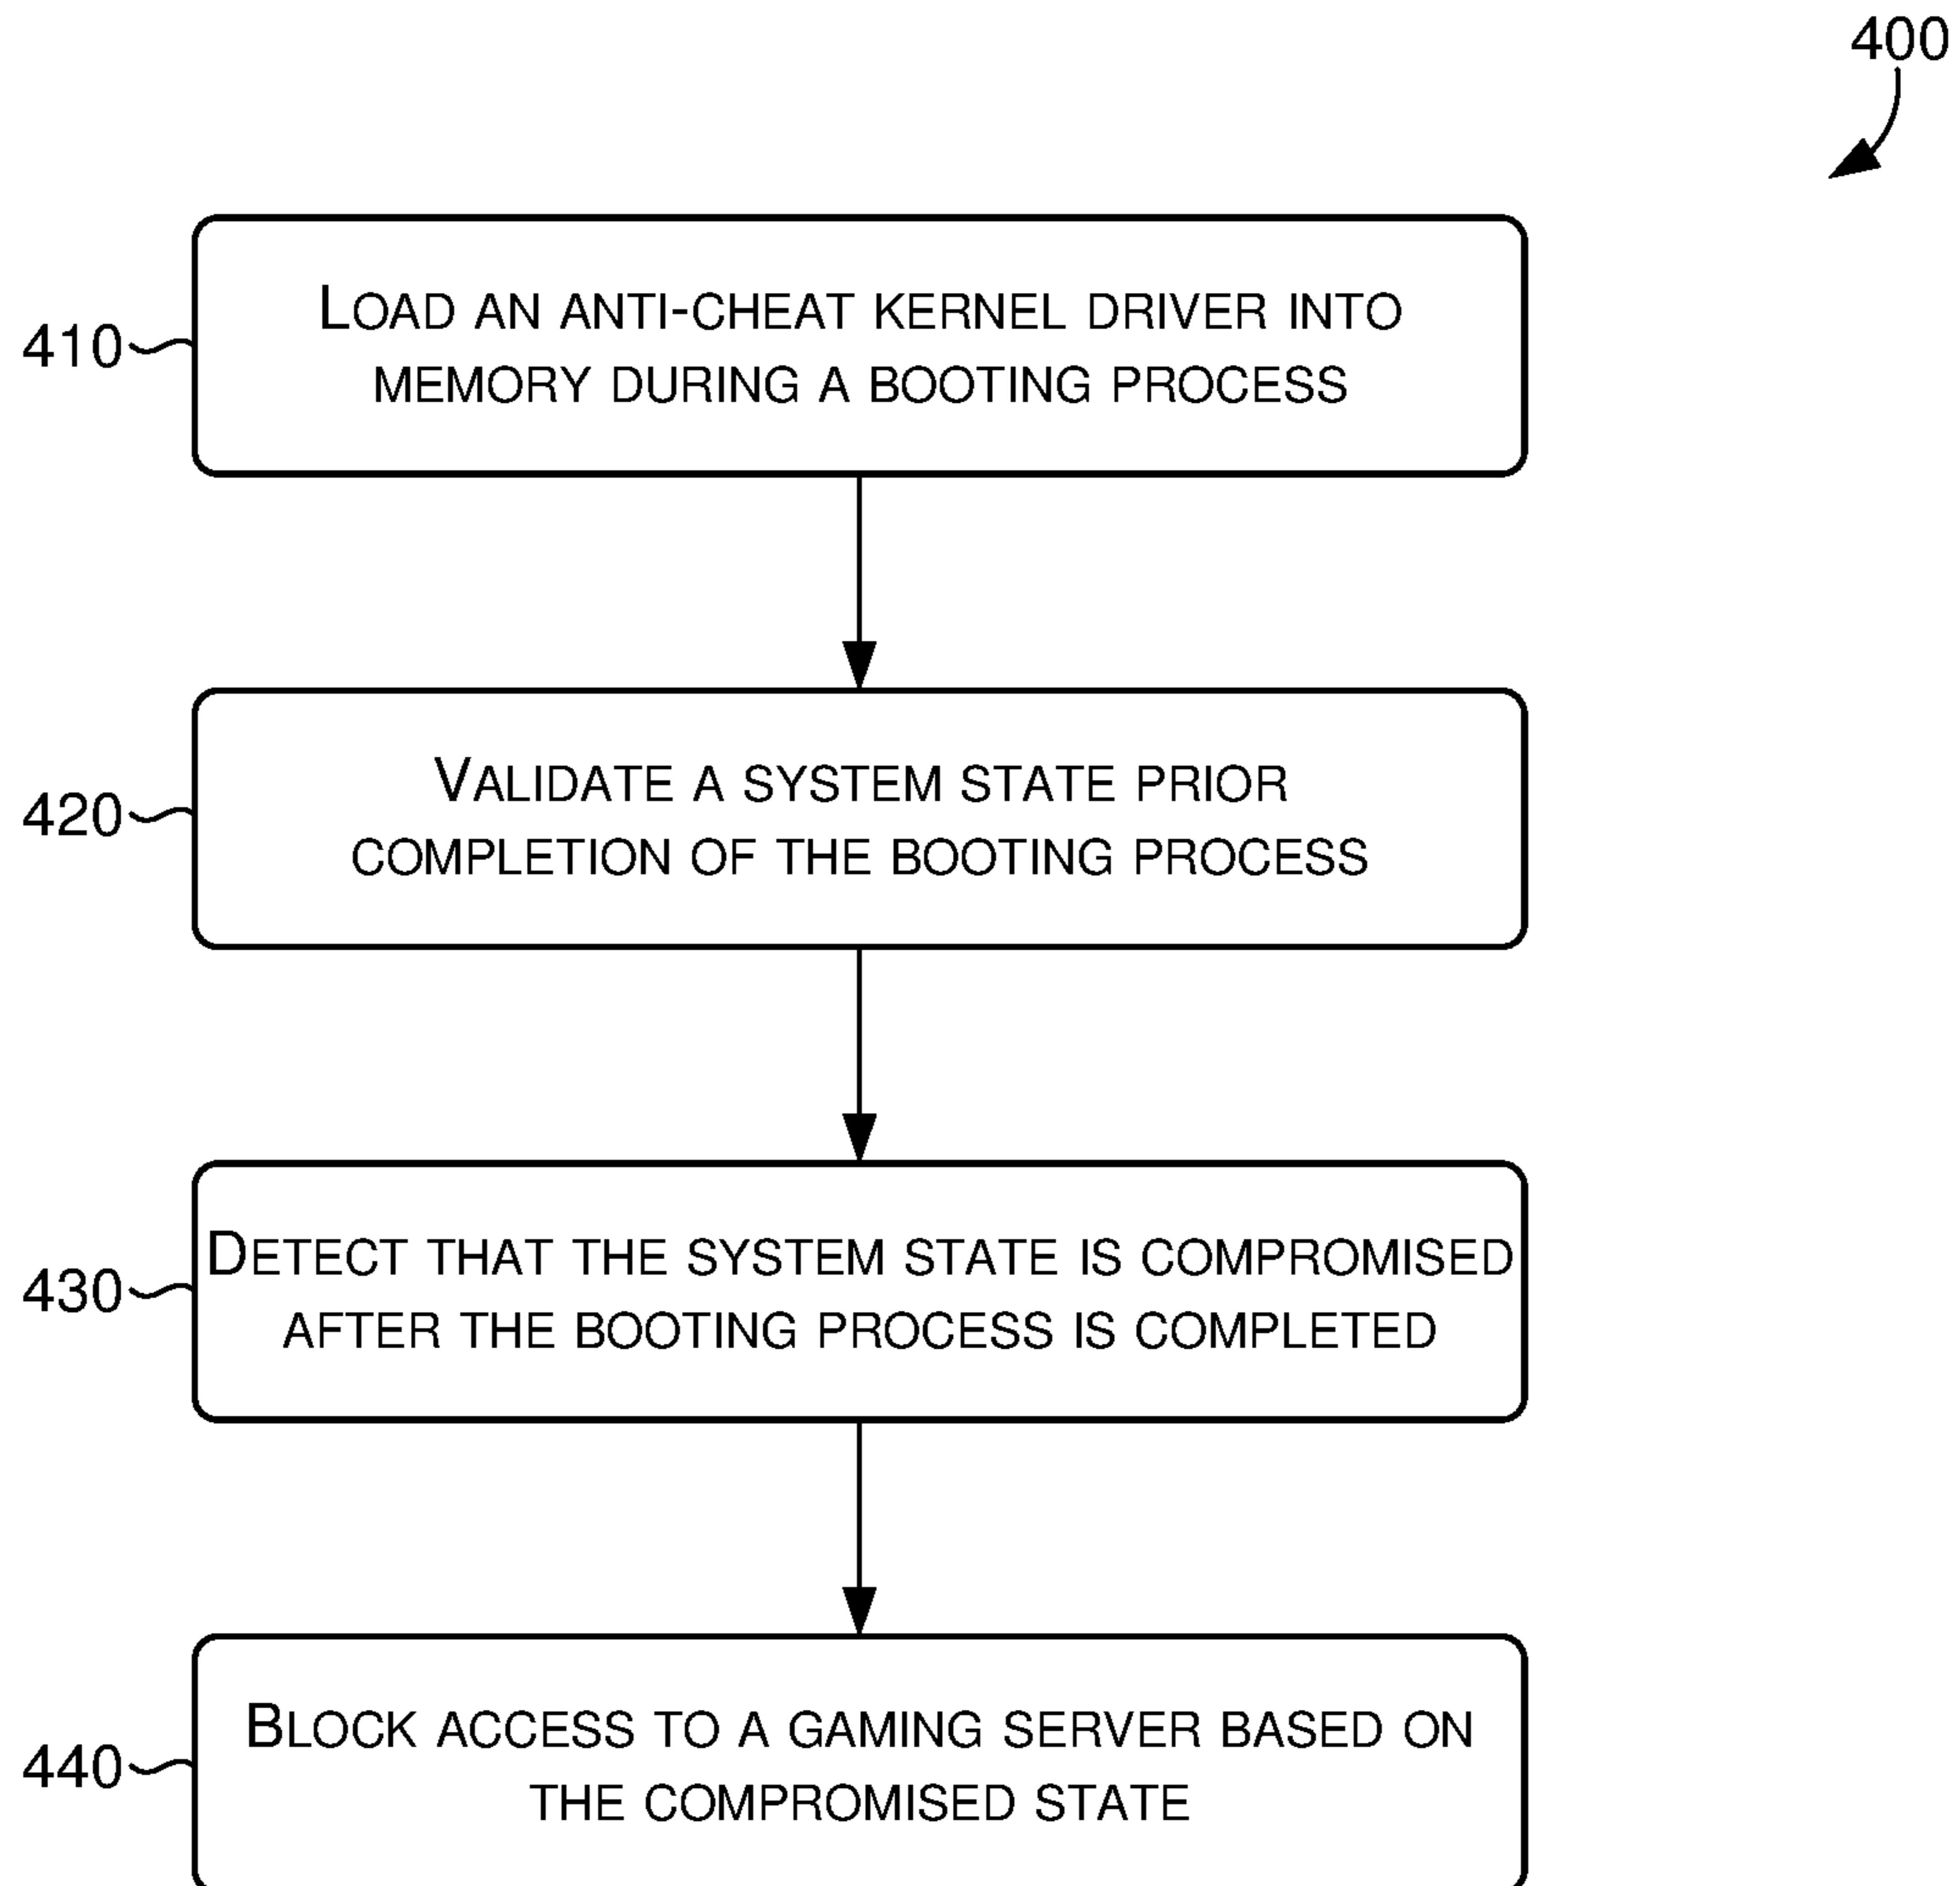 400
410
LOAD AN ANTI-CHEAT KERNEL DRIVER INTO
MEMORY DURING A BOOTING PROCESS
420
VALIDATE A SYSTEM STATE PRIOR
COMPLETION OF THE BOOTING PROCESS
430
DETECT THAT THE SYSTEM STATE IS COMPROMISED
AFTER THE BOOTING PROCESS IS COMPLETED
440
BLOCK ACCESS TO A GAMING SERVER BASED ON
THE COMPROMISED STATE